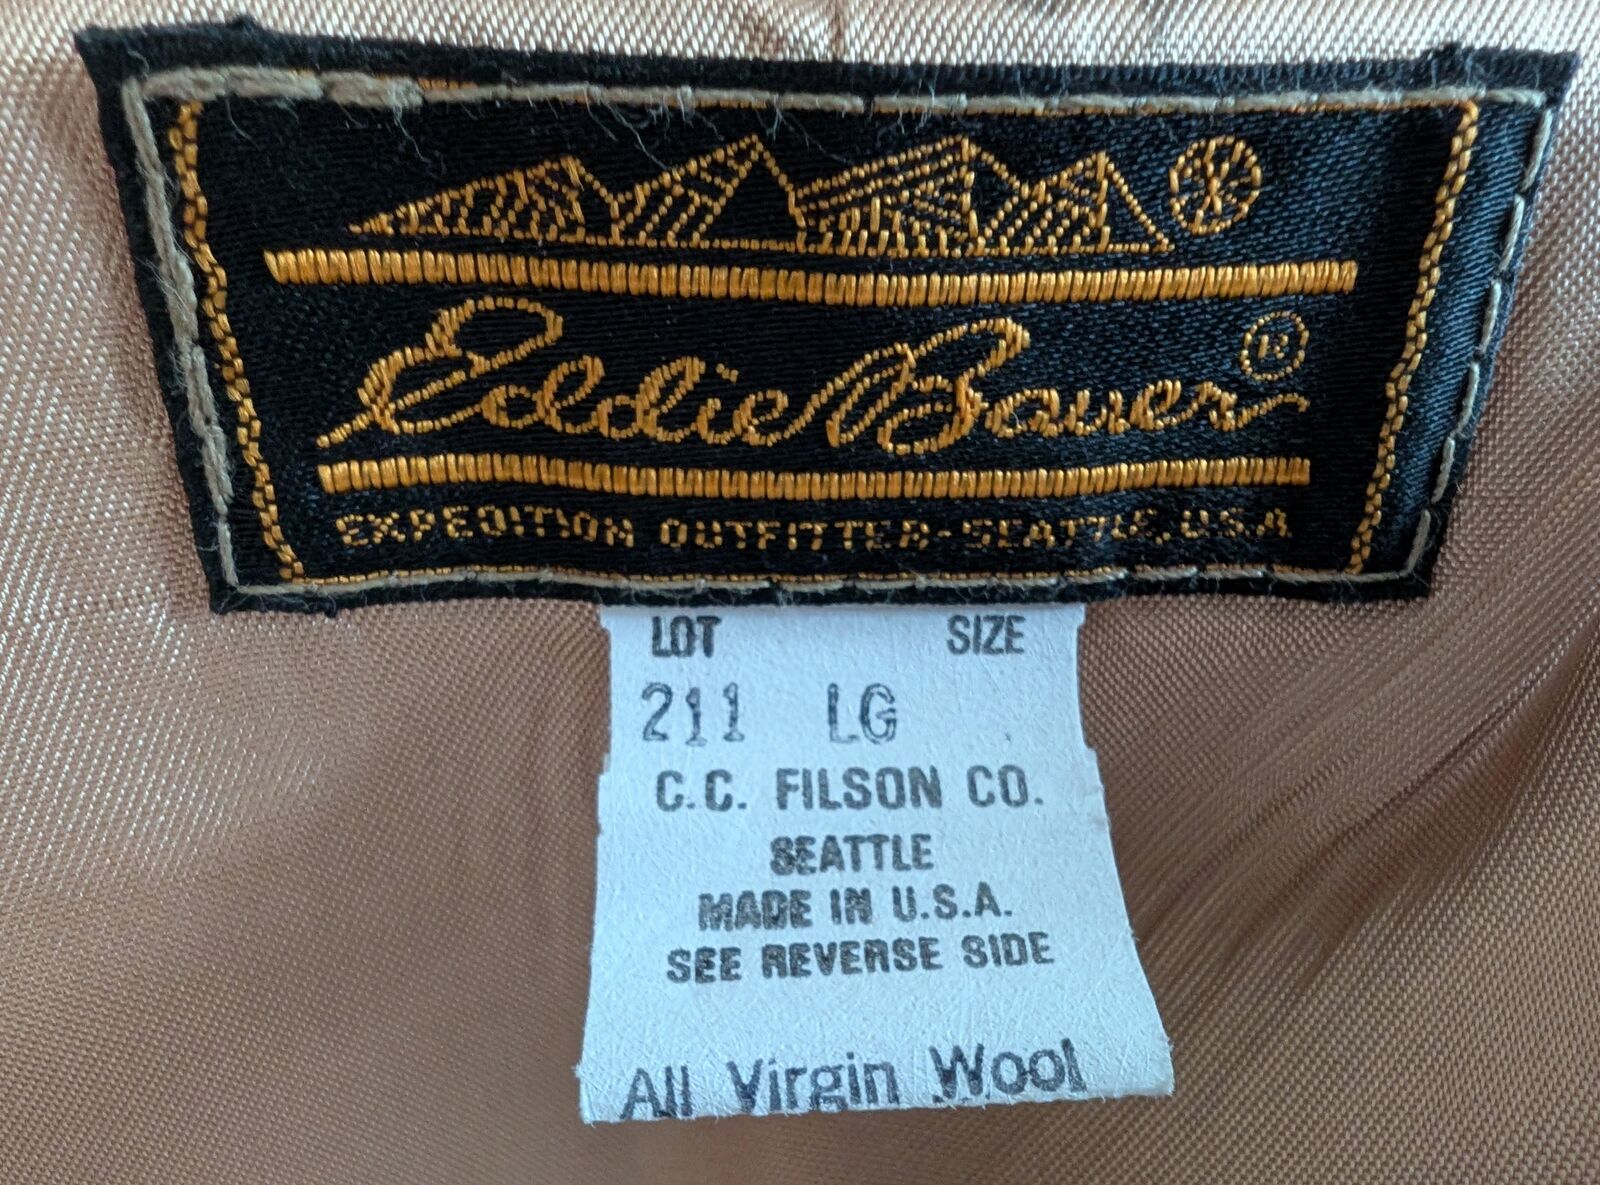 Eddie Bauer ®
EXPEDITION OUTFITTER-SEATTLE, U.S.A
LOT SIZE
211 LG
C.C. FILSON CO.
SEATTLE
MADE IN U.S.A.
SEE REVERSE SIDE
All Virgin Wool